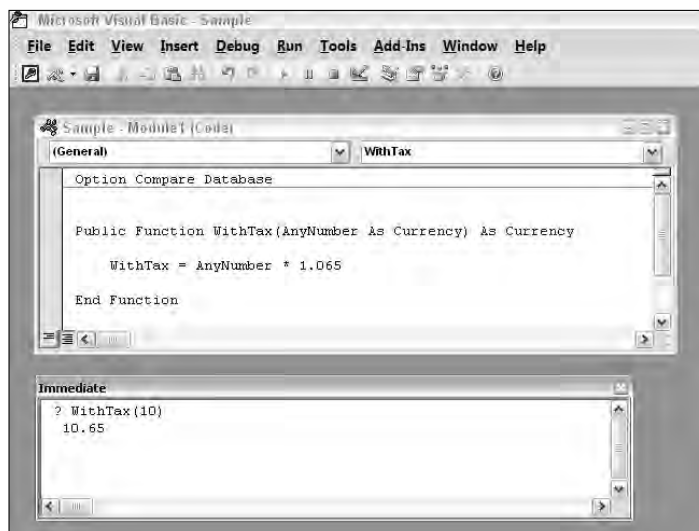 Microsoft Visual Basic - Sample
File Edit View Insert Debug Run Tools Add-Ins Window Help
Sample - Module1 (Code)
(General) WithTax
Option Compare Database
Public Function WithTax(AnyNumber As Currency) As Currency
WithTax = AnyNumber * 1.065
End Function
Immediate
? WithTax(10)
10.65